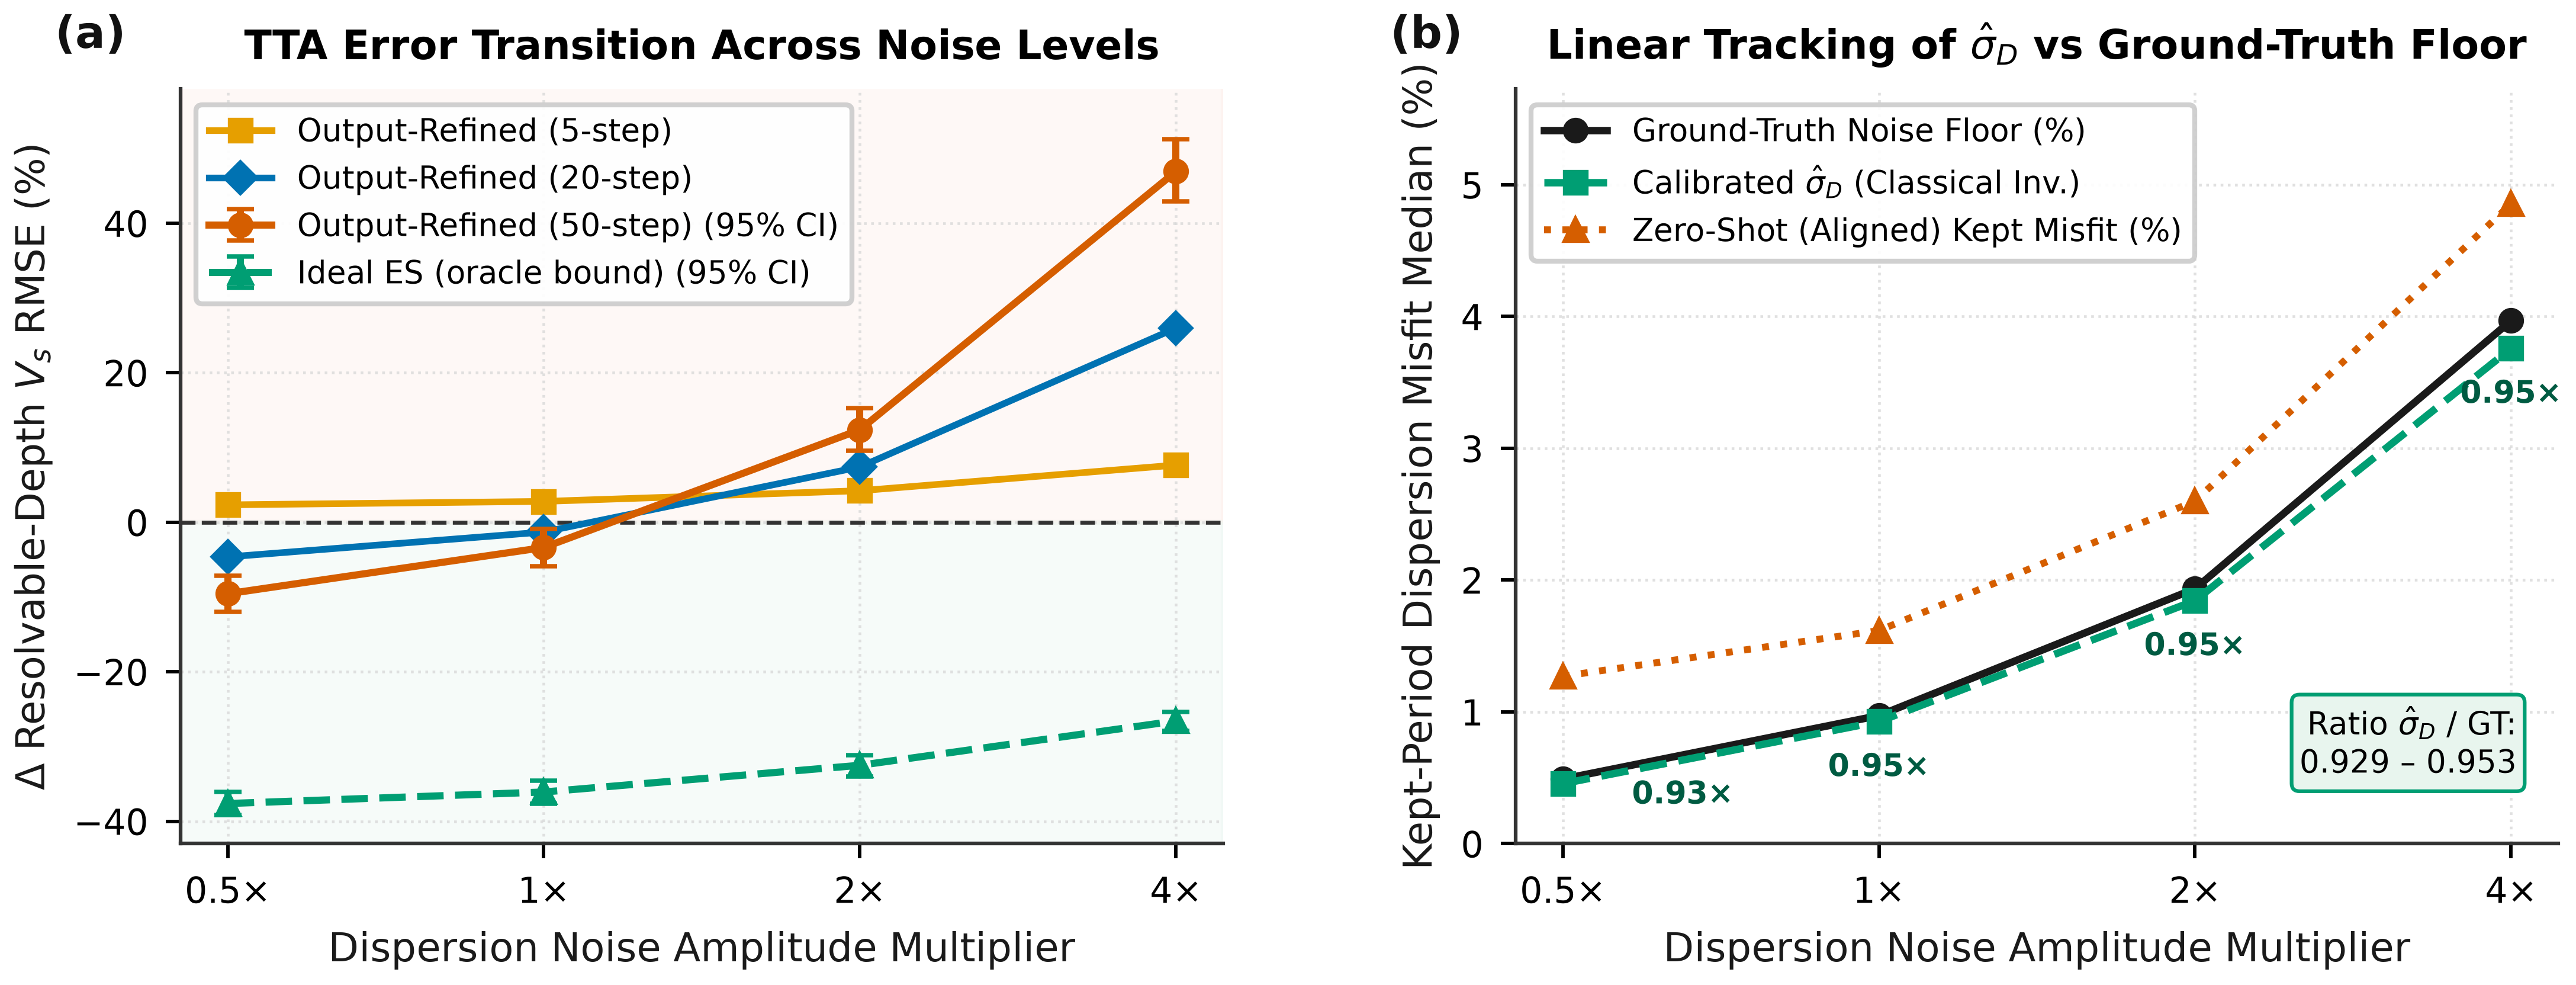 (a)
TTA Error Transition Across Noise Levels
Δ Resolvable-Depth Vₛ RMSE (%)
Output-Refined (5-step)
Output-Refined (20-step)
Output-Refined (50-step) (95% CI)
Ideal ES (oracle bound) (95% CI)
40
20
0
−20
−40
0.5×
1×
2×
4×
Dispersion Noise Amplitude Multiplier
(b)
Linear Tracking of σ̂_D vs Ground-Truth Floor
Kept-Period Dispersion Misfit Median (%)
Ground-Truth Noise Floor (%)
Calibrated σ̂_D (Classical Inv.)
Zero-Shot (Aligned) Kept Misfit (%)
5
4
3
2
1
0
0.93×
0.95×
0.95×
0.95×
Ratio σ̂_D / GT:
0.929 – 0.953
0.5×
1×
2×
4×
Dispersion Noise Amplitude Multiplier